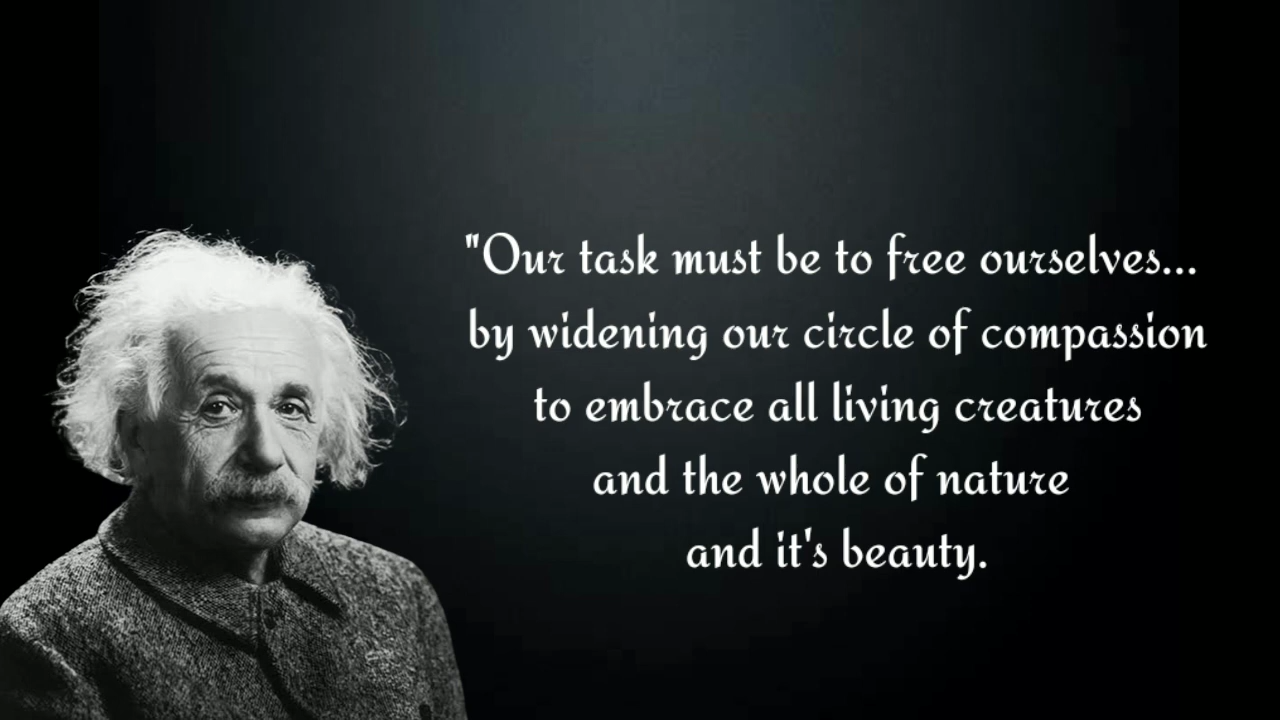 "Our task must be to free ourselves...
by widening our circle of compassion
to embrace all living creatures
and the whole of nature
and it's beauty.